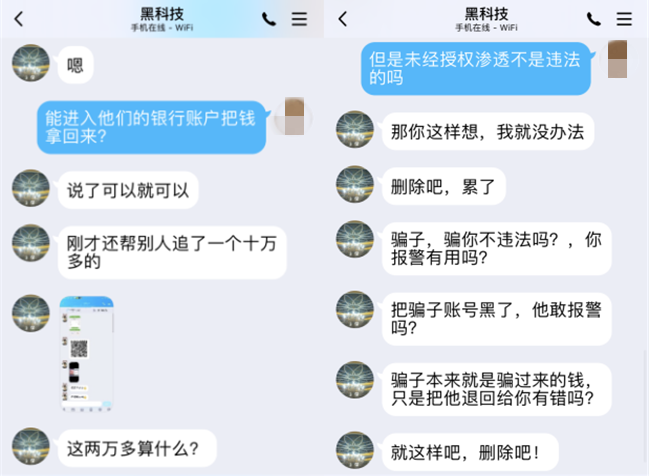 黑科技
手机在线 - WiFi
嗯
能进入他们的银行账户把钱
拿回来?
说了可以就可以
刚才还帮别人追了一个十万
多的
这两万多算什么?
黑科技
手机在线 - WiFi
但是未经授权渗透不是违法
的吗
那你这样想，我就没办法
删除吧，累了
骗子，骗你不违法吗?，你
报警有用吗?
把骗子账号黑了，他敢报警
吗?
骗子本来就是骗过来的钱，
只是把他退回给你有错吗?
就这样吧，删除吧!